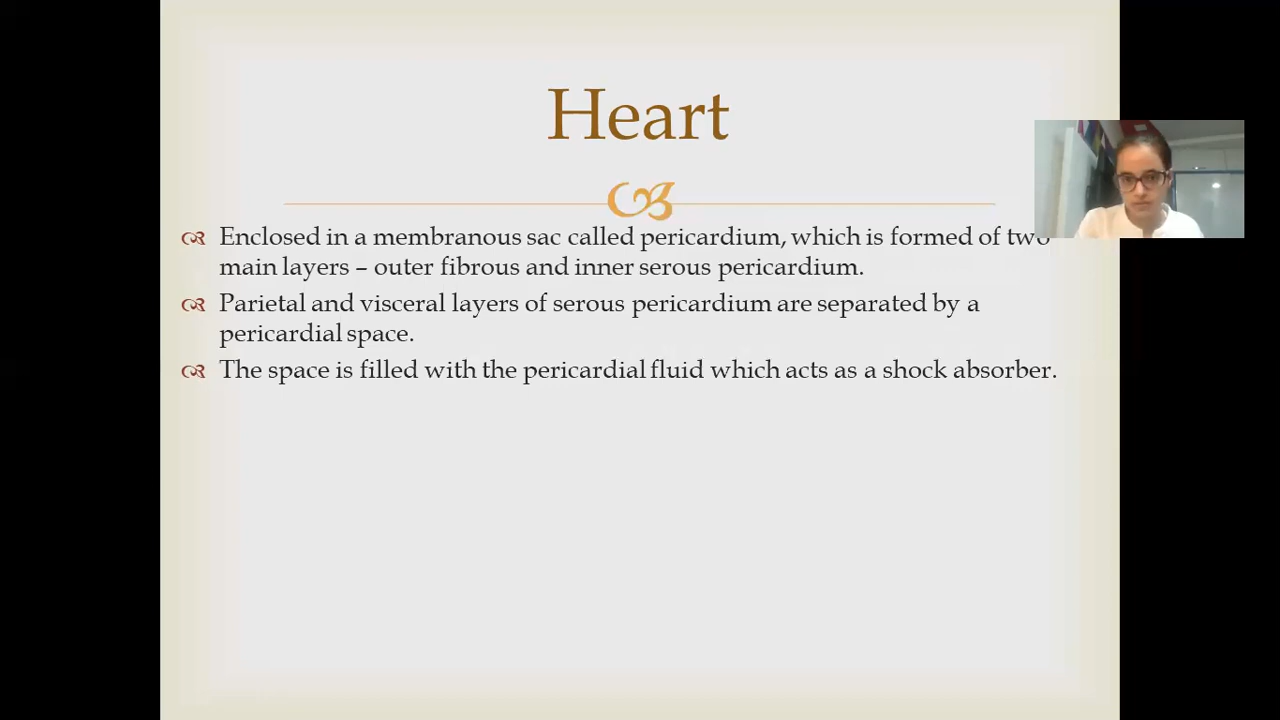 Heart
Enclosed in a membranous sac called pericardium, which is formed of two
main layers – outer fibrous and inner serous pericardium.
Parietal and visceral layers of serous pericardium are separated by a
pericardial space.
The space is filled with the pericardial fluid which acts as a shock absorber.